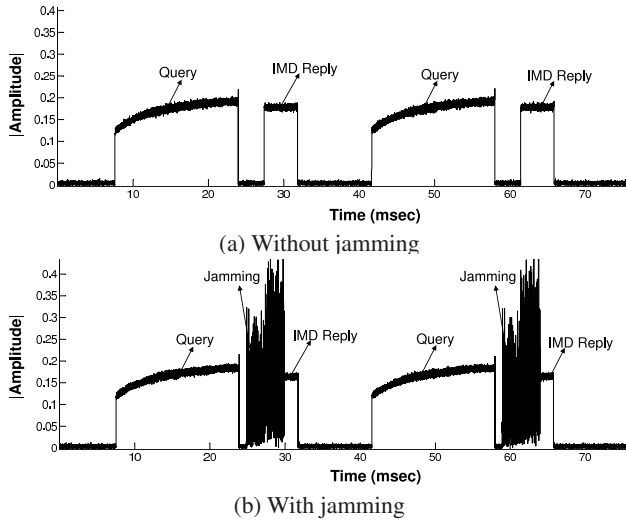 0.4
0.35
0.3
0.25
0.2
0.15
0.1
0.05
0
|Amplitude|
Query
IMD Reply
Query
IMD Reply
10 20 30 40 50 60 70
Time (msec)
(a) Without jamming
0.4
0.35
0.3
0.25
0.2
0.15
0.1
0.05
0
|Amplitude|
Jamming
Query
IMD Reply
Jamming
Query
IMD Reply
10 20 30 40 50 60 70
Time (msec)
(b) With jamming